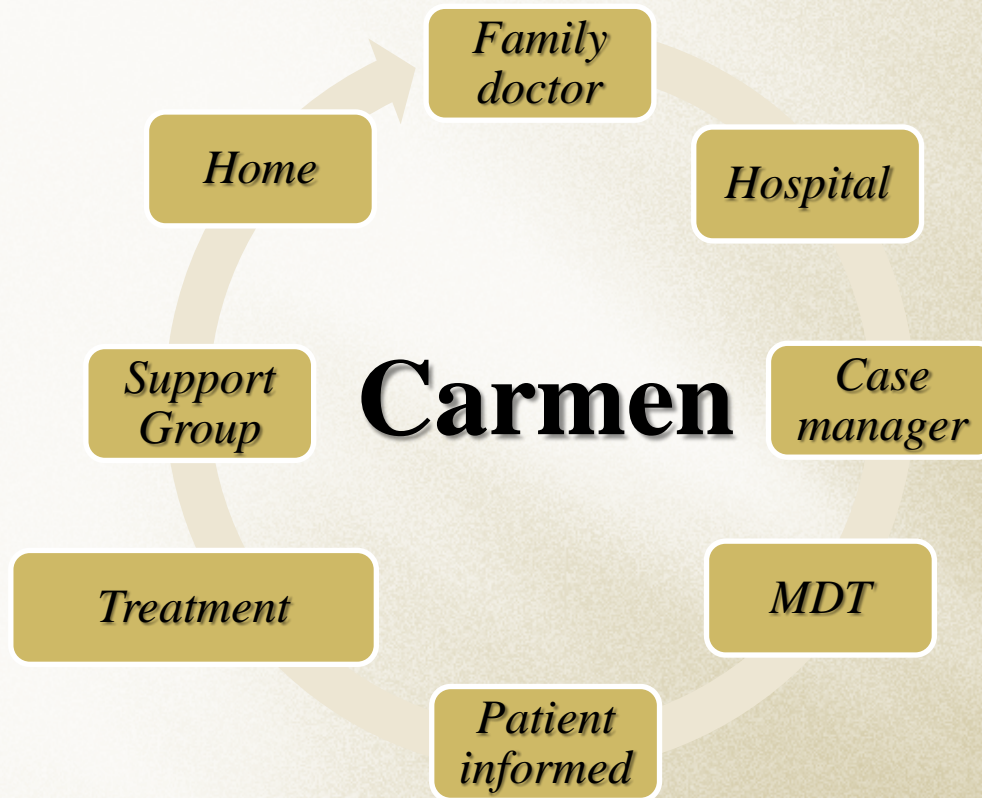 Family
doctor
Hospital
Case
manager
MDT
Patient
informed
Treatment
Support
Group
Home
Carmen